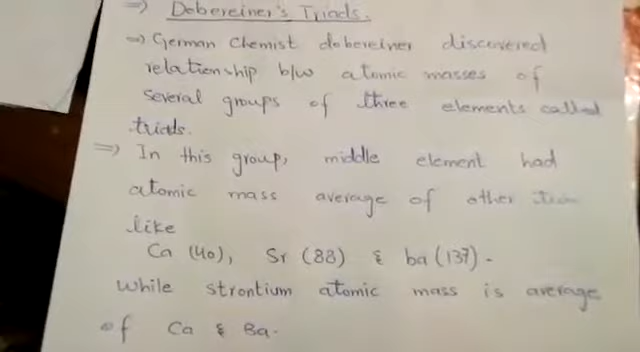 ⇒ Dobereiner's Triads.
⇒ German Chemist dobereiner discovered
relationship b/w atomic masses of
several groups of three elements called
triads.
⇒ In this group, middle element had
atomic mass average of other
like
Ca (40), Sr (88) & ba (137).
while strontium atomic mass is average
of Ca & Ba.